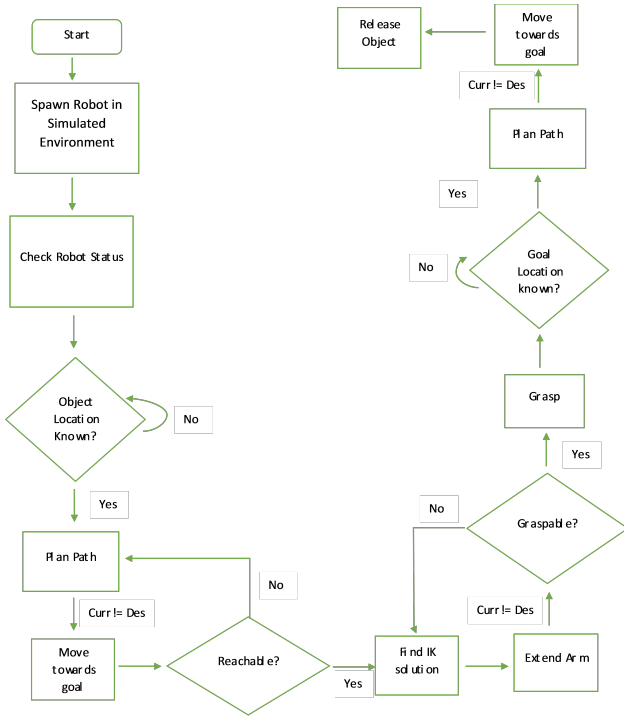 Start
Spawn Robot in
Simulated
Environment
Check Robot Status
Object
Location
Known?
No
Yes
Plan Path
Curr != Des
Move
towards
goal
Reachable?
No
Yes
Find IK
solution
Extend Arm
Curr != Des
Graspable?
No
Yes
Grasp
Goal
Location
known?
No
Yes
Plan Path
Curr != Des
Move
towards
goal
Release
Object